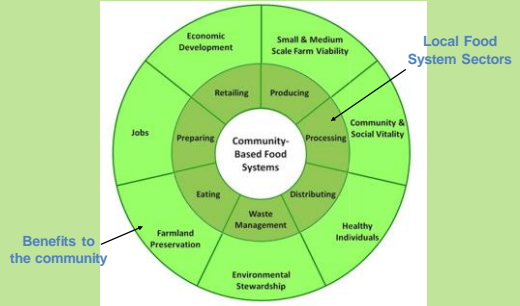 Economic
Development
Small & Medium
Scale Farm Viability
Local Food
System Sectors
Retailing
Producing
Jobs
Preparing
Community-
Based Food
Systems
Processing
Community &
Social Vitality
Eating
Distributing
Waste
Management
Benefits to
the community
Farmland
Preservation
Healthy
Individuals
Environmental
Stewardship